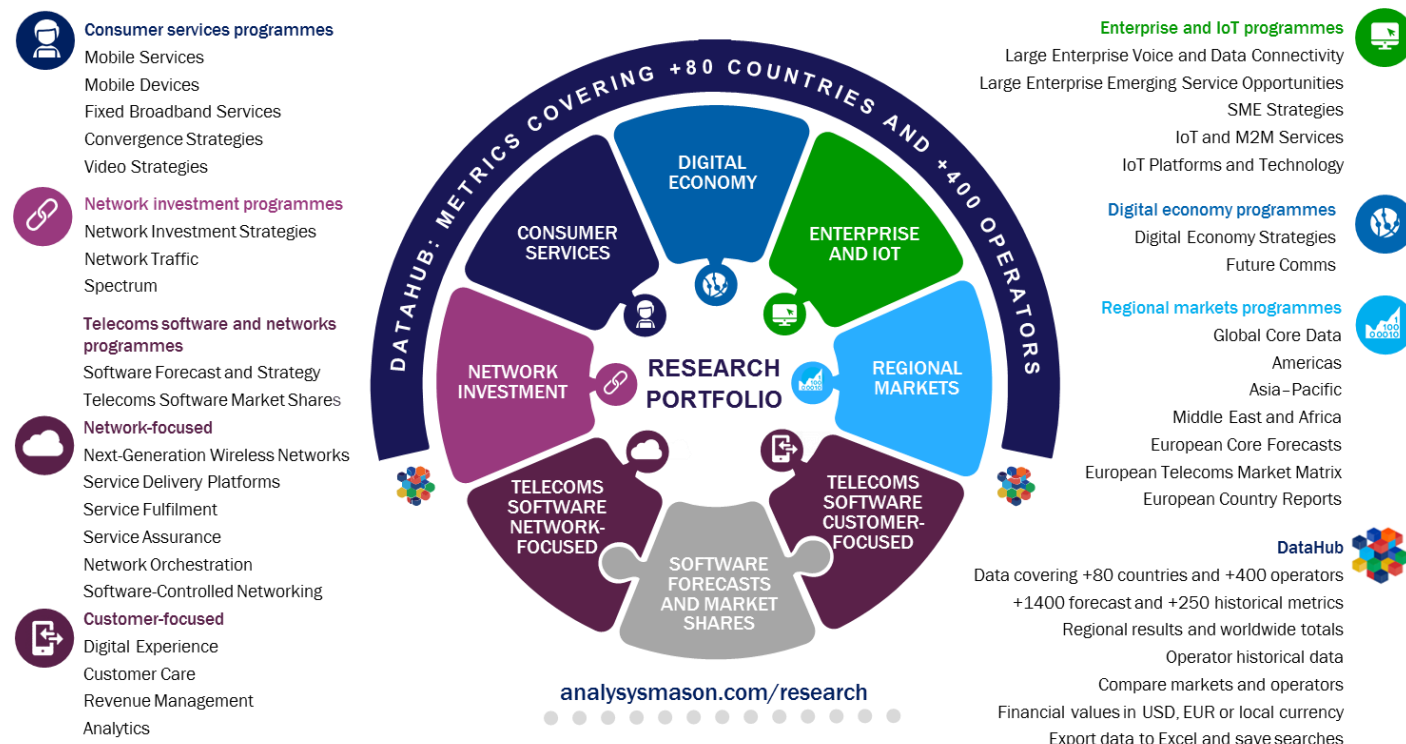 Consumer services programmes
Mobile Services
Mobile Devices
Fixed Broadband Services
Convergence Strategies
Video Strategies
Network investment programmes
Network Investment Strategies
Network Traffic
Spectrum
Telecoms software and networks
programmes
Software Forecast and Strategy
Telecoms Software Market Shares
Network-focused
Next-Generation Wireless Networks
Service Delivery Platforms
Service Fulfilment
Service Assurance
Network Orchestration
Software-Controlled Networking
Customer-focused
Digital Experience
Customer Care
Revenue Management
Analytics
DATAHUB: METRICS COVERING +80 COUNTRIES AND +400 OPERATORS
DIGITAL
ECONOMY
CONSUMER
SERVICES
ENTERPRISE
AND IOT
NETWORK
INVESTMENT
RESEARCH
PORTFOLIO
REGIONAL
MARKETS
TELECOMS
SOFTWARE
NETWORK-
FOCUSED
TELECOMS
SOFTWARE
CUSTOMER-
FOCUSED
SOFTWARE
FORECASTS
AND MARKET
SHARES
analysysmason.com/research
Enterprise and IoT programmes
Large Enterprise Voice and Data Connectivity
Large Enterprise Emerging Service Opportunities
SME Strategies
IoT and M2M Services
IoT Platforms and Technology
Digital economy programmes
Digital Economy Strategies
Future Comms
Regional markets programmes
Global Core Data
Americas
Asia–Pacific
Middle East and Africa
European Core Forecasts
European Telecoms Market Matrix
European Country Reports
1
100
00010
DataHub
Data covering +80 countries and +400 operators
+1400 forecast and +250 historical metrics
Regional results and worldwide totals
Operator historical data
Compare markets and operators
Financial values in USD, EUR or local currency
Export data to Excel and save searches